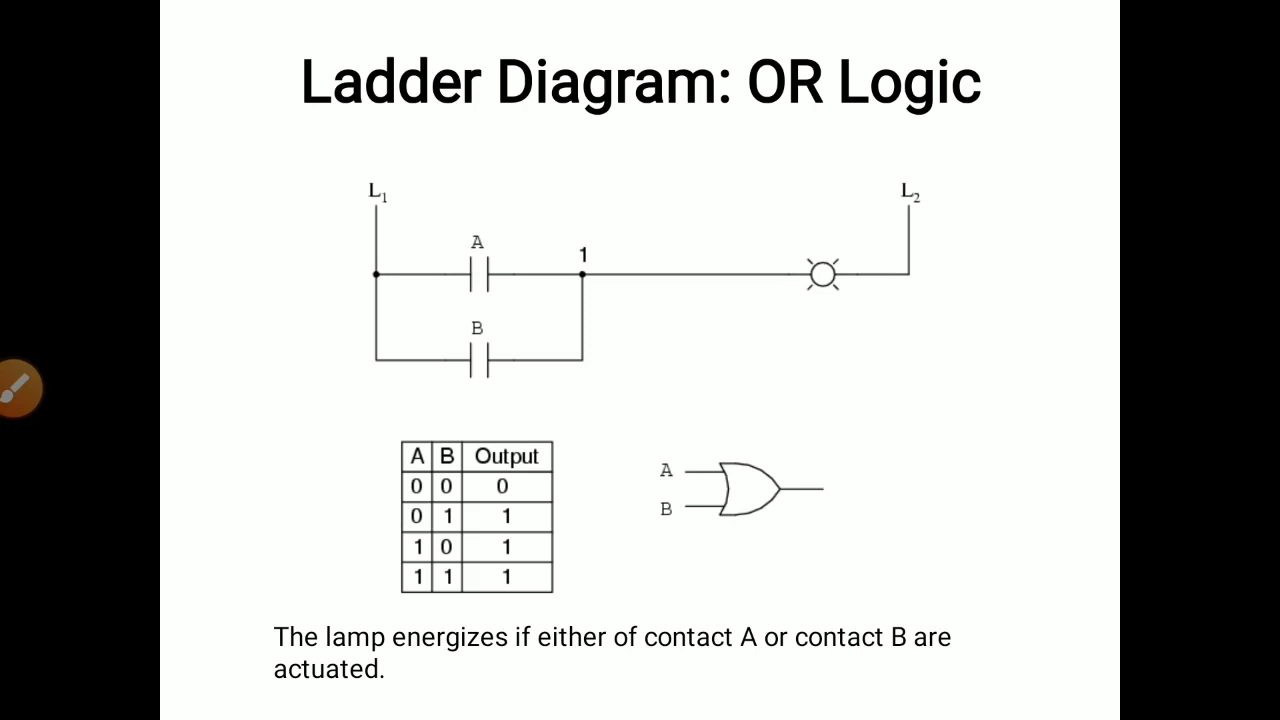 Ladder Diagram: OR Logic
L1 L2
A
1
B
A B Output
0 0 0
0 1 1
1 0 1
1 1 1
A
B
The lamp energizes if either of contact A or contact B are
actuated.